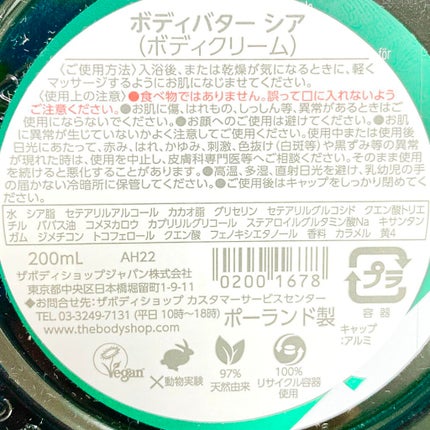 ボディバター シア
(ボディクリーム)
〈ご使用方法〉入浴後、または乾燥が気になるときに、軽く
マッサージするようにお肌になじませてください。
〈使用上の注意〉●食べ物ではありません。誤って口に入れないよう
ご注意ください。●お肌に傷、はれもの、しっしん等、異常があるときはご
使用にならないでください。●お顔へのご使用は避けてください。●お肌
に異常が生じていないかよくご注意してご使用ください。使用中または使用後
日光にあたって、赤み、はれ、かゆみ、刺激、色抜け(白斑等)や黒ずみ等の異常
が現れた時は、使用を中止し、皮膚科専門医等へご相談ください。そのまま使用
を続けると悪化することがあります。●高温、多湿、直射日光を避け、乳幼児の手
の届かない冷暗所に保管してください。●ご使用後はキャップをしっかり閉めてく
ださい。
水 シア脂 セテアリルアルコール カカオ脂 グリセリン セテアリルグルコシド クエン酸トリエ
チル ババス油 コメヌカロウ カプリリルグリコール ステアロイルグルタミン酸Na キサンタン
ガム ジメチコン トコフェロール クエン酸 フェノキシエタノール 香料 カラメル 黄4
200mL AH22
ザボディショップジャパン株式会社
東京都中央区日本橋堀留町1-9-11
●お問合せ先:ザボディショップ カスタマーサービスセンター
TEL 03-3249-7131 (平日 10時〜18時)
www.thebodyshop.com ポーランド製
0200 1678
プラ
容器
キャップ
:アルミ
Vegan
×動物実験
97%
天然由来
100%
リサイクル容器
使用
for